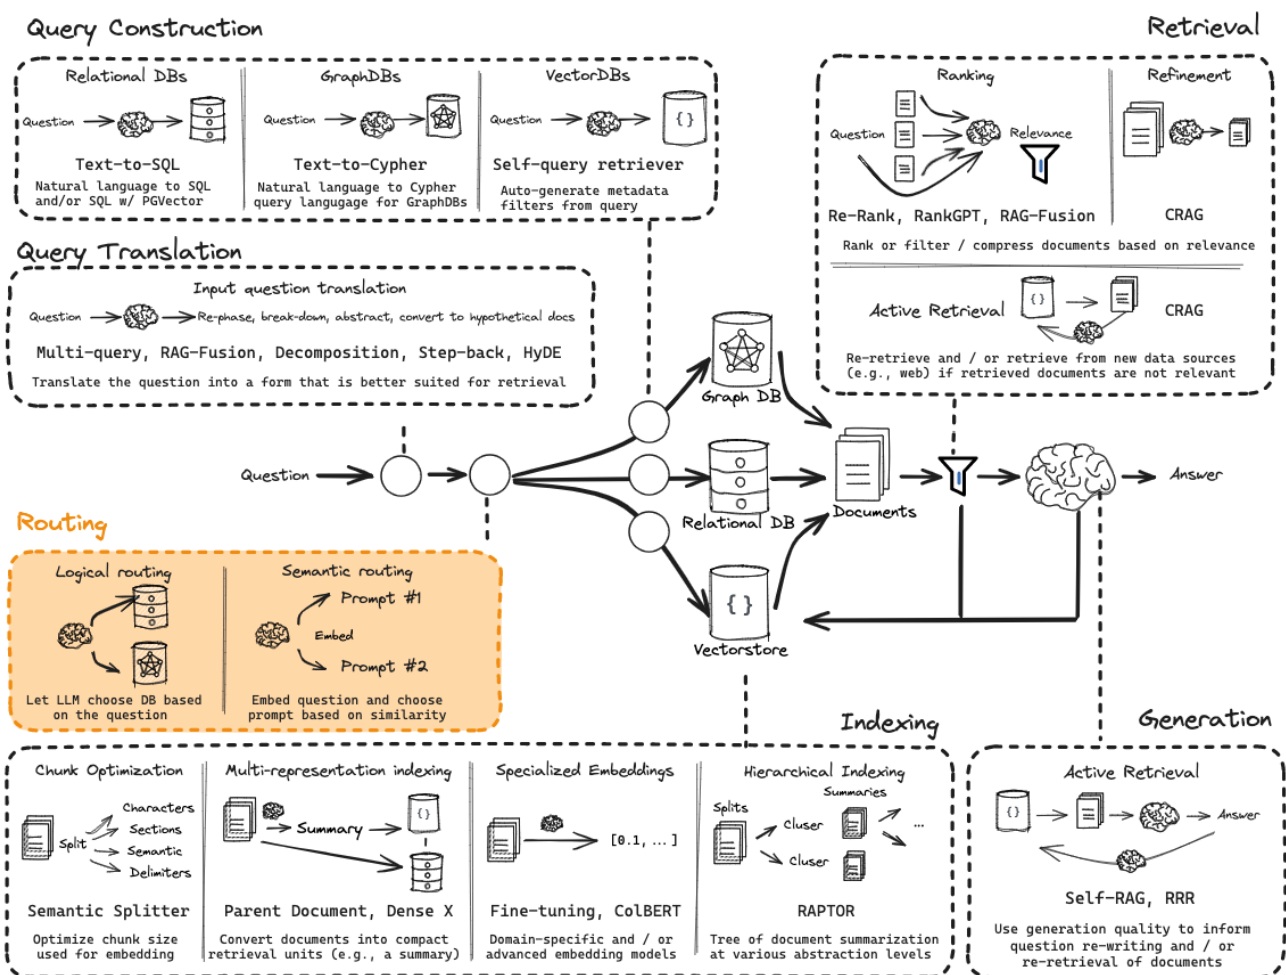 Query Construction
Relational DBs
Question
Text-to-SQL
Natural language to SQL
and/or SQL w/ PGVector
GraphDBs
Question
Text-to-Cypher
Natural language to Cypher
query langugage for GraphDBs
VectorDBs
Question
{}
Self-query retriever
Auto-generate metadata
filters from query
Retrieval
Ranking
Question
Relevance
Re-Rank, RankGPT, RAG-Fusion
Refinement
CRAG
Rank or filter / compress documents based on relevance
Active Retrieval
{}
CRAG
Re-retrieve and / or retrieve from new data sources
(e.g., web) if retrieved documents are not relevant
Query Translation
Input question translation
Question
Re-phase, break-down, abstract, convert to hypothetical docs
Multi-query, RAG-Fusion, Decomposition, Step-back, HyDE
Translate the question into a form that is better suited for retrieval
Question
Graph DB
Relational DB
{}
Vectorstore
Documents
Answer
Routing
Logical routing
Let LLM choose DB based
on the question
Semantic routing
Prompt #1
Embed
Prompt #2
Embed question and choose
prompt based on similarity
Indexing
Chunk Optimization
Split
Characters
Sections
Semantic
Delimiters
Semantic Splitter
Optimize chunk size
used for embedding
Multi-representation indexing
Summary
{}
Parent Document, Dense X
Convert documents into compact
retrieval units (e.g., a summary)
Specialized Embeddings
[0.1, ...]
Fine-tuning, ColBERT
Domain-specific and / or
advanced embedding models
Hierarchical Indexing
Splits
Summaries
Cluser
Cluser
...
RAPTOR
Tree of document summarization
at various abstraction levels
Generation
Active Retrieval
{}
Answer
Self-RAG, RRR
Use generation quality to inform
question re-writing and / or
re-retrieval of documents